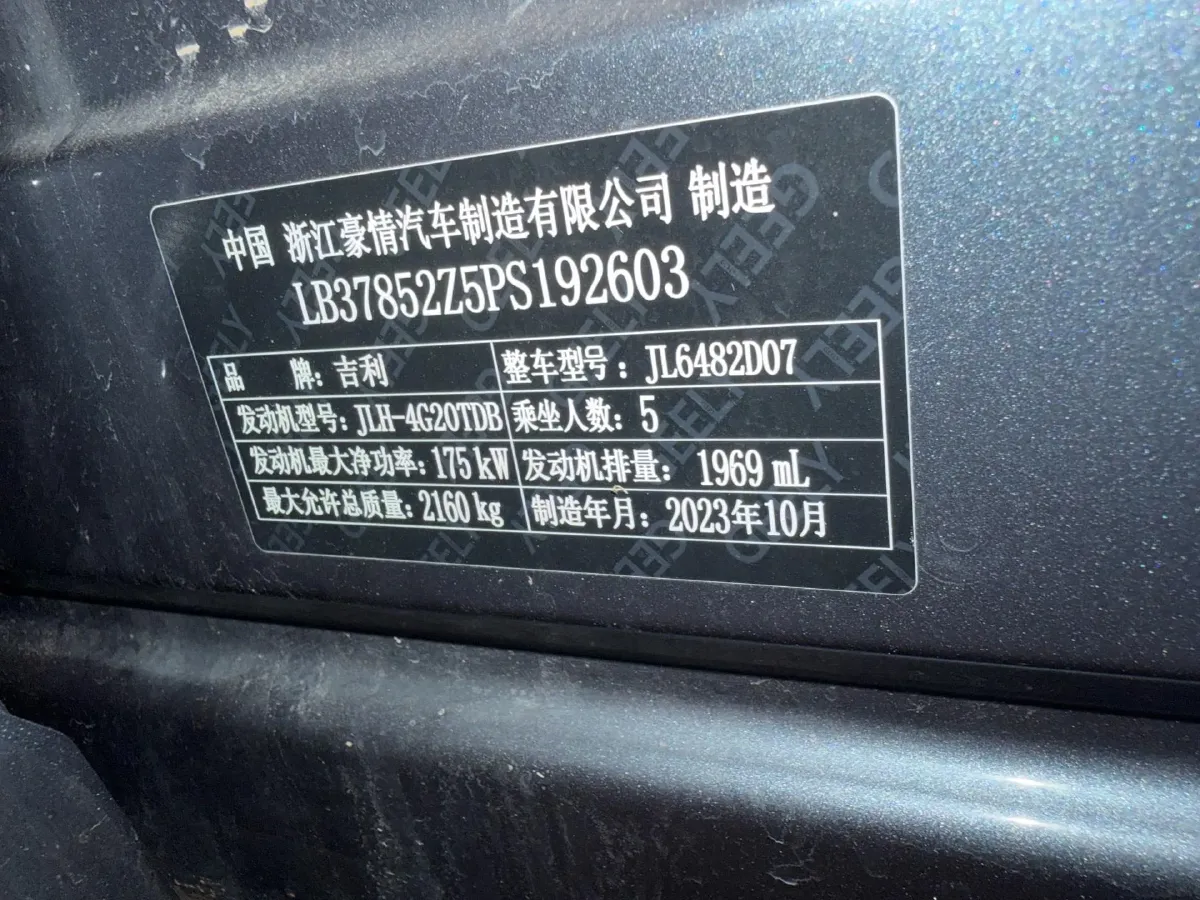 中国 浙江豪情汽车制造有限公司 制造
LB37852Z5PS192603
品 牌：吉利 整车型号：JL6482D07
发动机型号：JLH-4G20TDB 乘坐人数：5
发动机最大净功率：175 kW 发动机排量：1969 mL
最大允许总质量：2160 kg 制造年月：2023年10月
GEELY